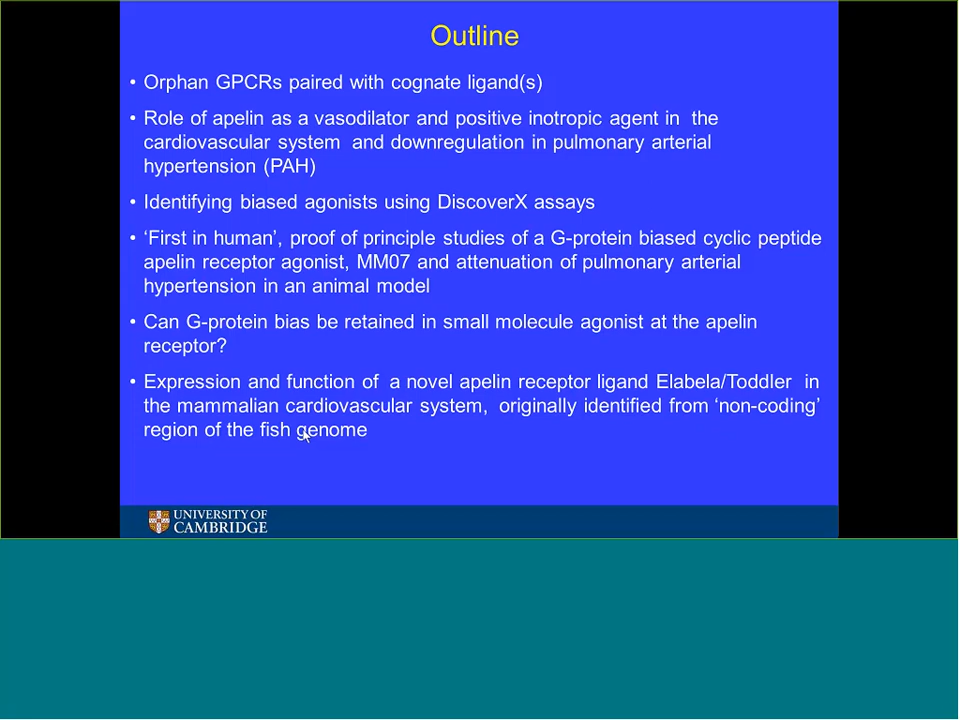 Outline
• Orphan GPCRs paired with cognate ligand(s)
• Role of apelin as a vasodilator and positive inotropic agent in the
cardiovascular system and downregulation in pulmonary arterial
hypertension (PAH)
• Identifying biased agonists using DiscoverX assays
• ‘First in human’, proof of principle studies of a G-protein biased cyclic peptide
apelin receptor agonist, MM07 and attenuation of pulmonary arterial
hypertension in an animal model
• Can G-protein bias be retained in small molecule agonist at the apelin
receptor?
• Expression and function of a novel apelin receptor ligand Elabela/Toddler in
the mammalian cardiovascular system, originally identified from ‘non-coding’
region of the fish genome
UNIVERSITY OF
CAMBRIDGE